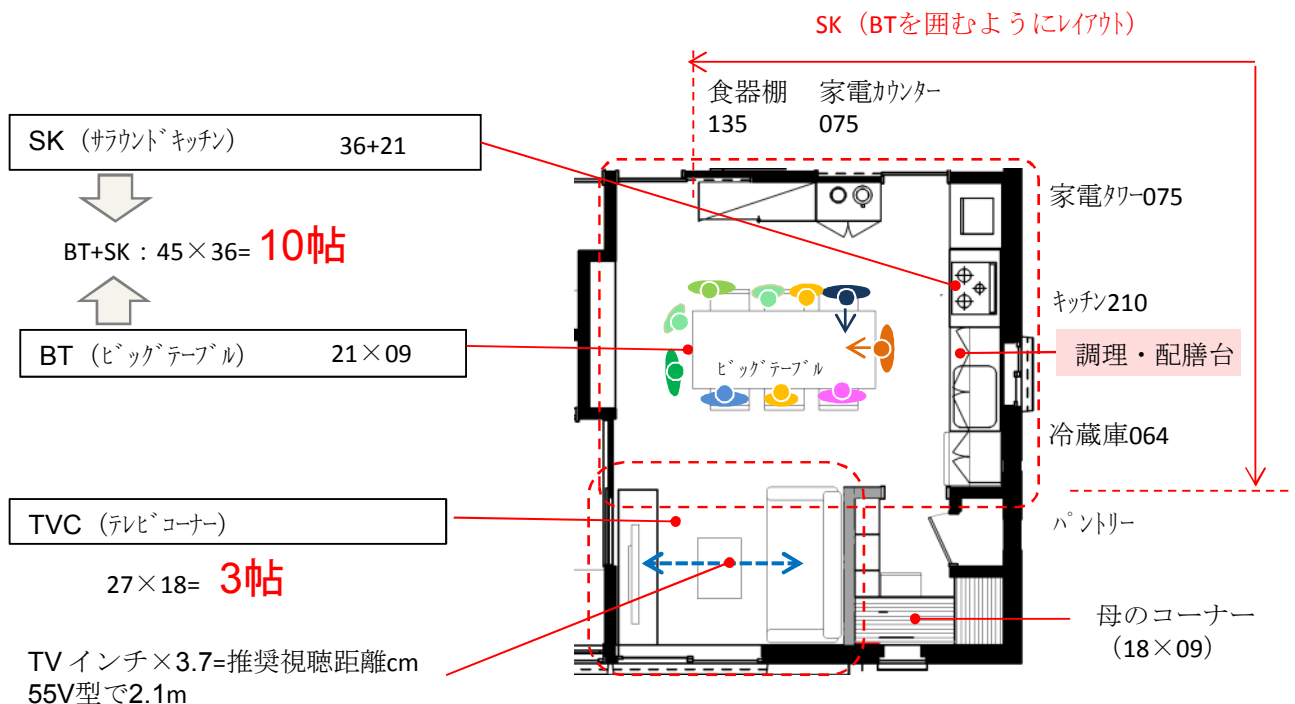 SK（BTを囲むようにﾚｲｱｳﾄ）
食器棚　家電ｶｳﾝﾀｰ
135　075
SK（ｻﾗｳﾝﾄﾞｷｯﾁﾝ）　36+21
家電ﾀﾜｰ075
BT+SK：45×36= 10帖
ｷｯﾁﾝ210
BT（ﾋﾞｯｸﾞﾃｰﾌﾞﾙ）　21×09
ﾋﾞｯｸﾞﾃｰﾌﾞﾙ
調理・配膳台
冷蔵庫064
TVC（ﾃﾚﾋﾞｺｰﾅｰ）
ﾊﾟﾝﾄﾘｰ
27×18= 3帖
母のコーナー
（18×09）
TV インチ×3.7=推奨視聴距離cm
55V型で2.1m